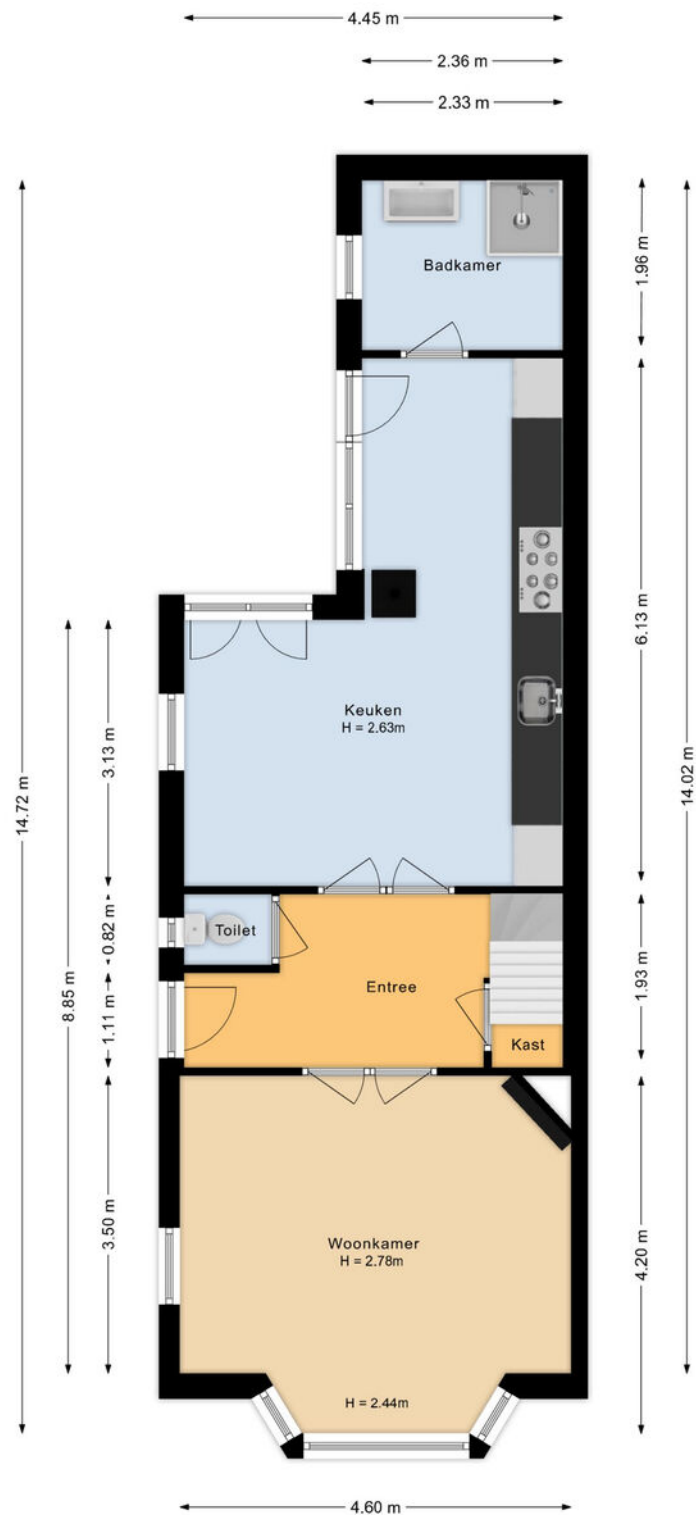 4.45 m
2.36 m
2.33 m
Badkamer
1.96 m
Keuken
H = 2.63m
6.13 m
3.13 m
14.72 m
14.02 m
0.82 m
Toilet
8.85 m
1.11 m
Entree
1.93 m
Kast
3.50 m
Woonkamer
H = 2.78m
4.20 m
H = 2.44m
4.60 m